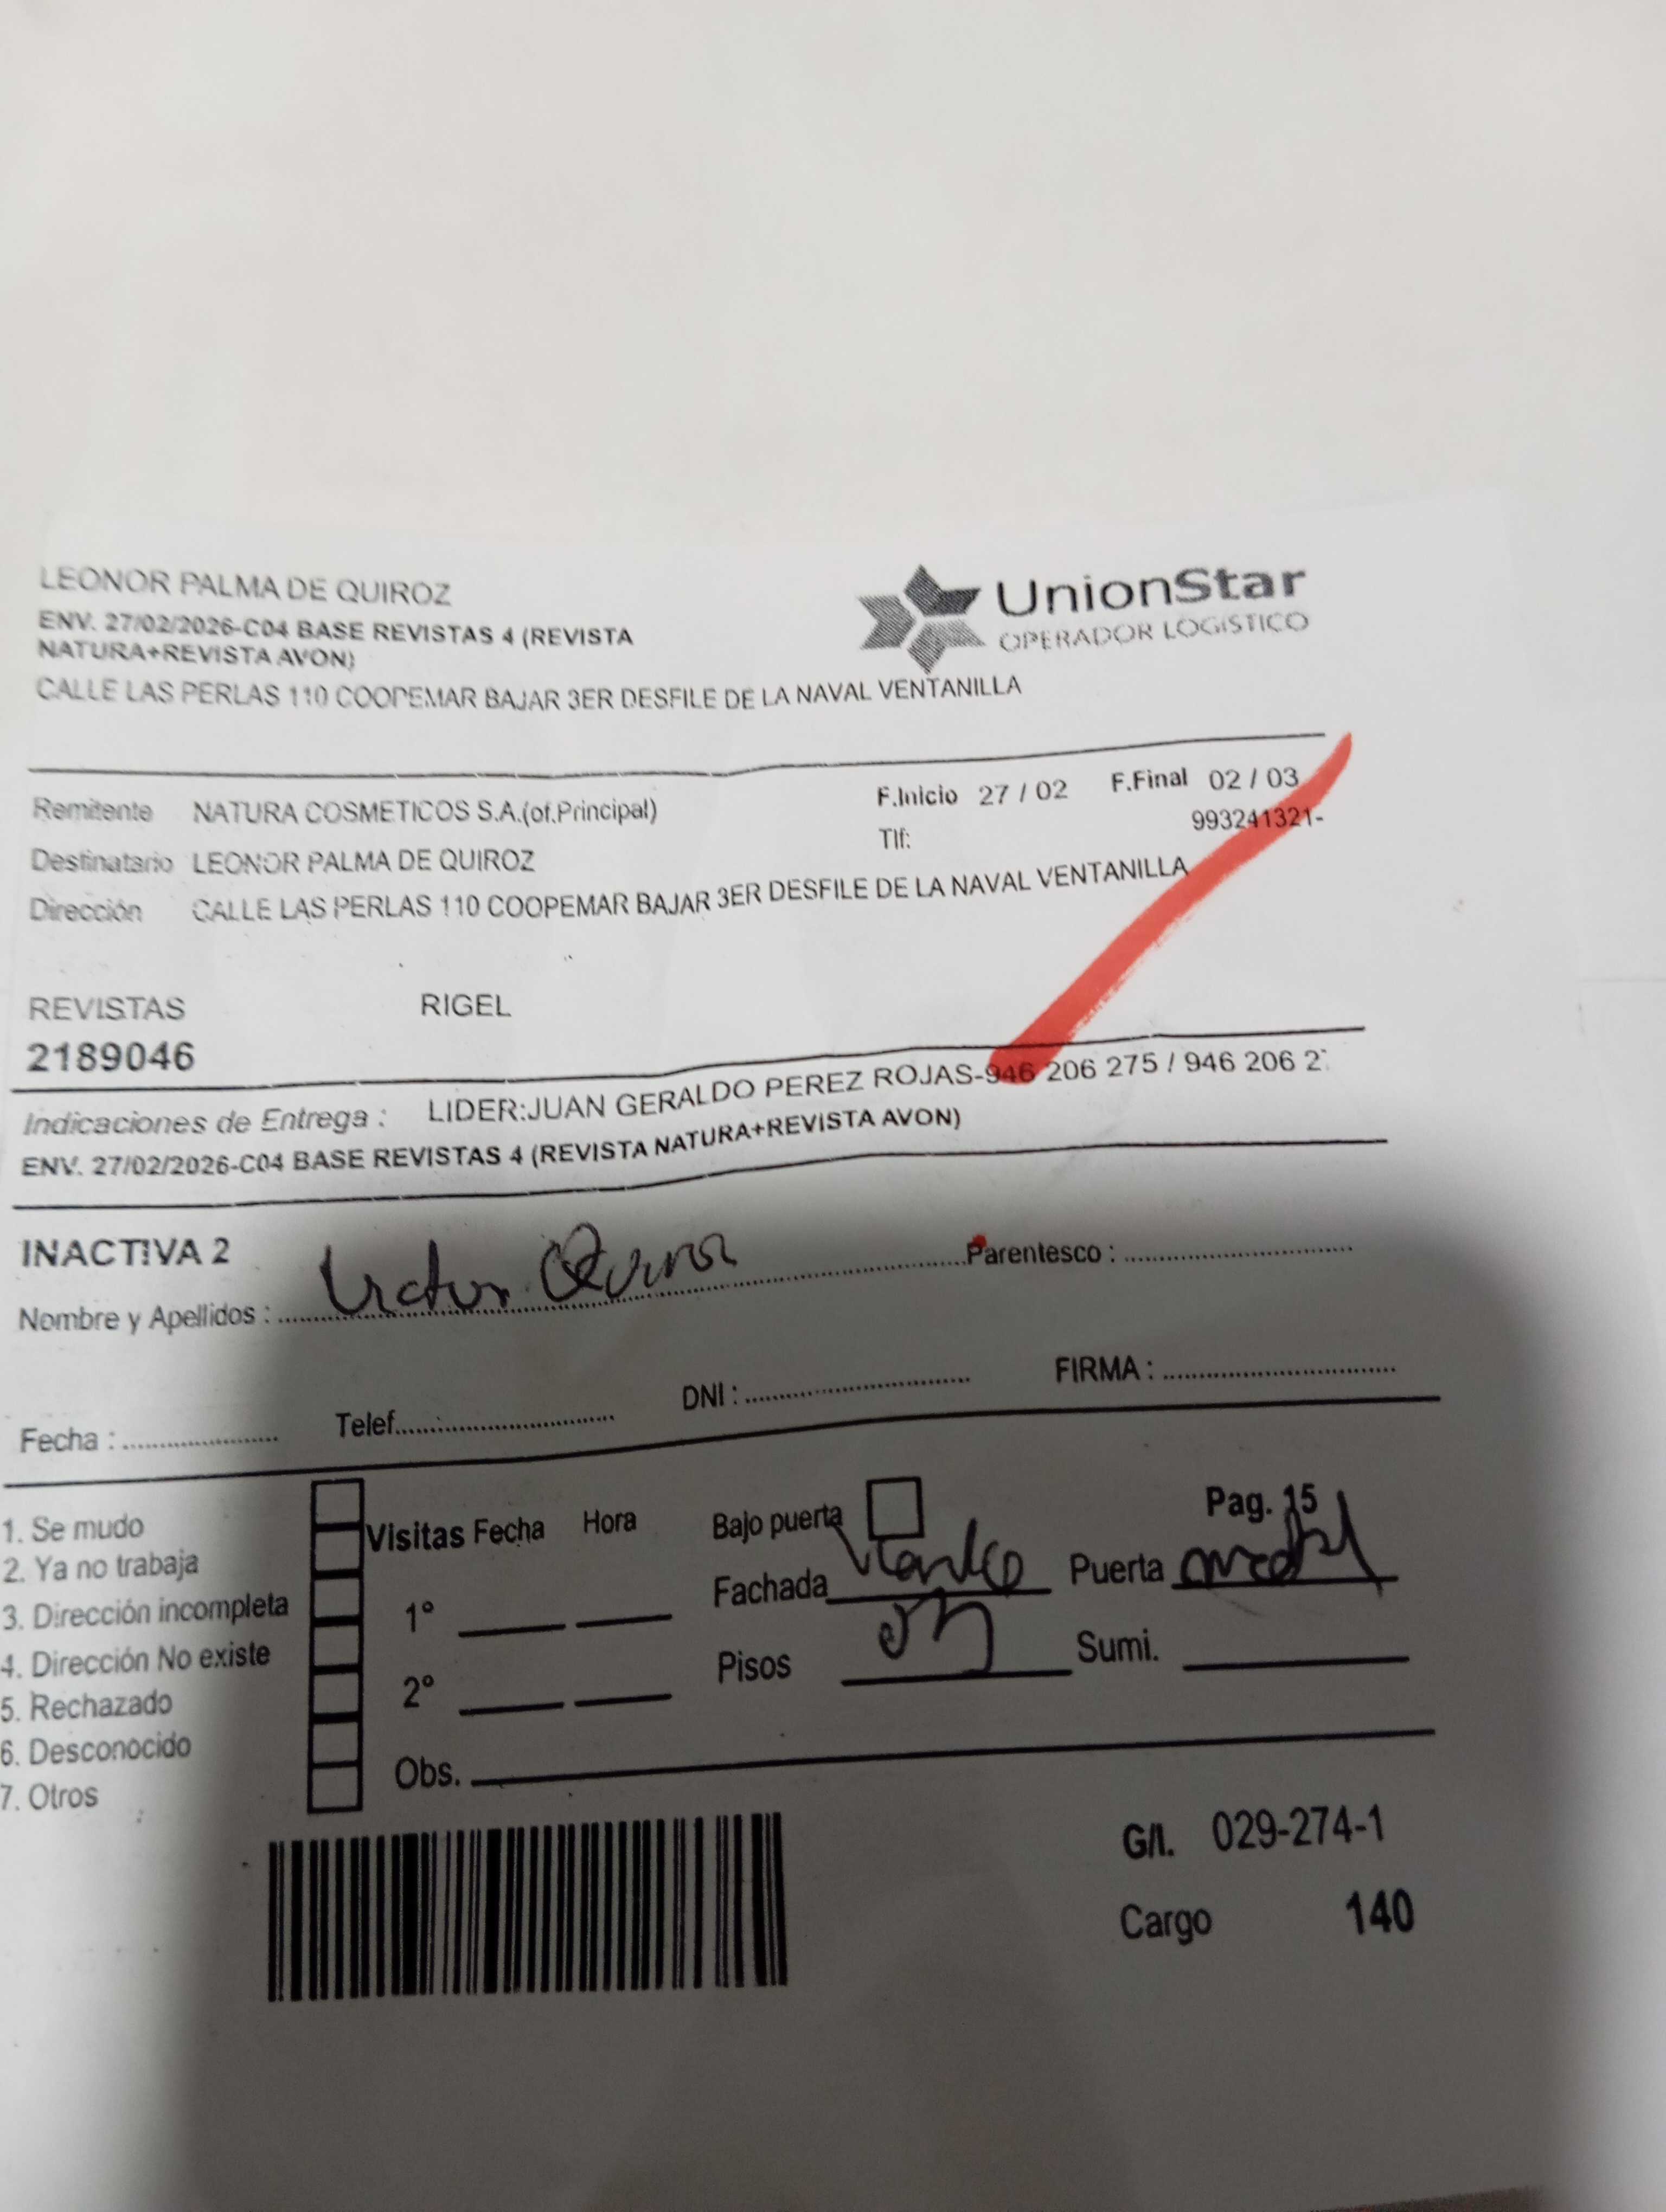 LEONOR PALMA DE QUIROZ
ENV. 27/02/2026-C04 BASE REVISTAS 4 (REVISTA
NATURA+REVISTA AVON)
CALLE LAS PERLAS 110 COOPEMAR BAJAR 3ER DESFILE DE LA NAVAL VENTANILLA
UnionStar
OPERADOR LOGISTICO
Remitente NATURA COSMETICOS S.A.(of.Principal)
F.Inicio 27 / 02 F.Final 02 / 03
Tlf: 993241321-
Destinatario LEONOR PALMA DE QUIROZ
Dirección CALLE LAS PERLAS 110 COOPEMAR BAJAR 3ER DESFILE DE LA NAVAL VENTANILLA
REVISTAS RIGEL
2189046
Indicaciones de Entrega : LIDER:JUAN GERALDO PEREZ ROJAS-946 206 275 / 946 206 2
ENV. 27/02/2026-C04 BASE REVISTAS 4 (REVISTA NATURA+REVISTA AVON)
INACTIVA 2
Nombre y Apellidos : Victor Parentesco :
Fecha : Telef. DNI : FIRMA :
1. Se mudo
2. Ya no trabaja
3. Dirección incompleta
4. Dirección No existe
5. Rechazado
6. Desconocido
7. Otros
Visitas Fecha Hora
1°
2°
Obs.
Bajo puerta Pag. 15
Fachada Puerta
Pisos Sumi.
G/I. 029-274-1
Cargo 140